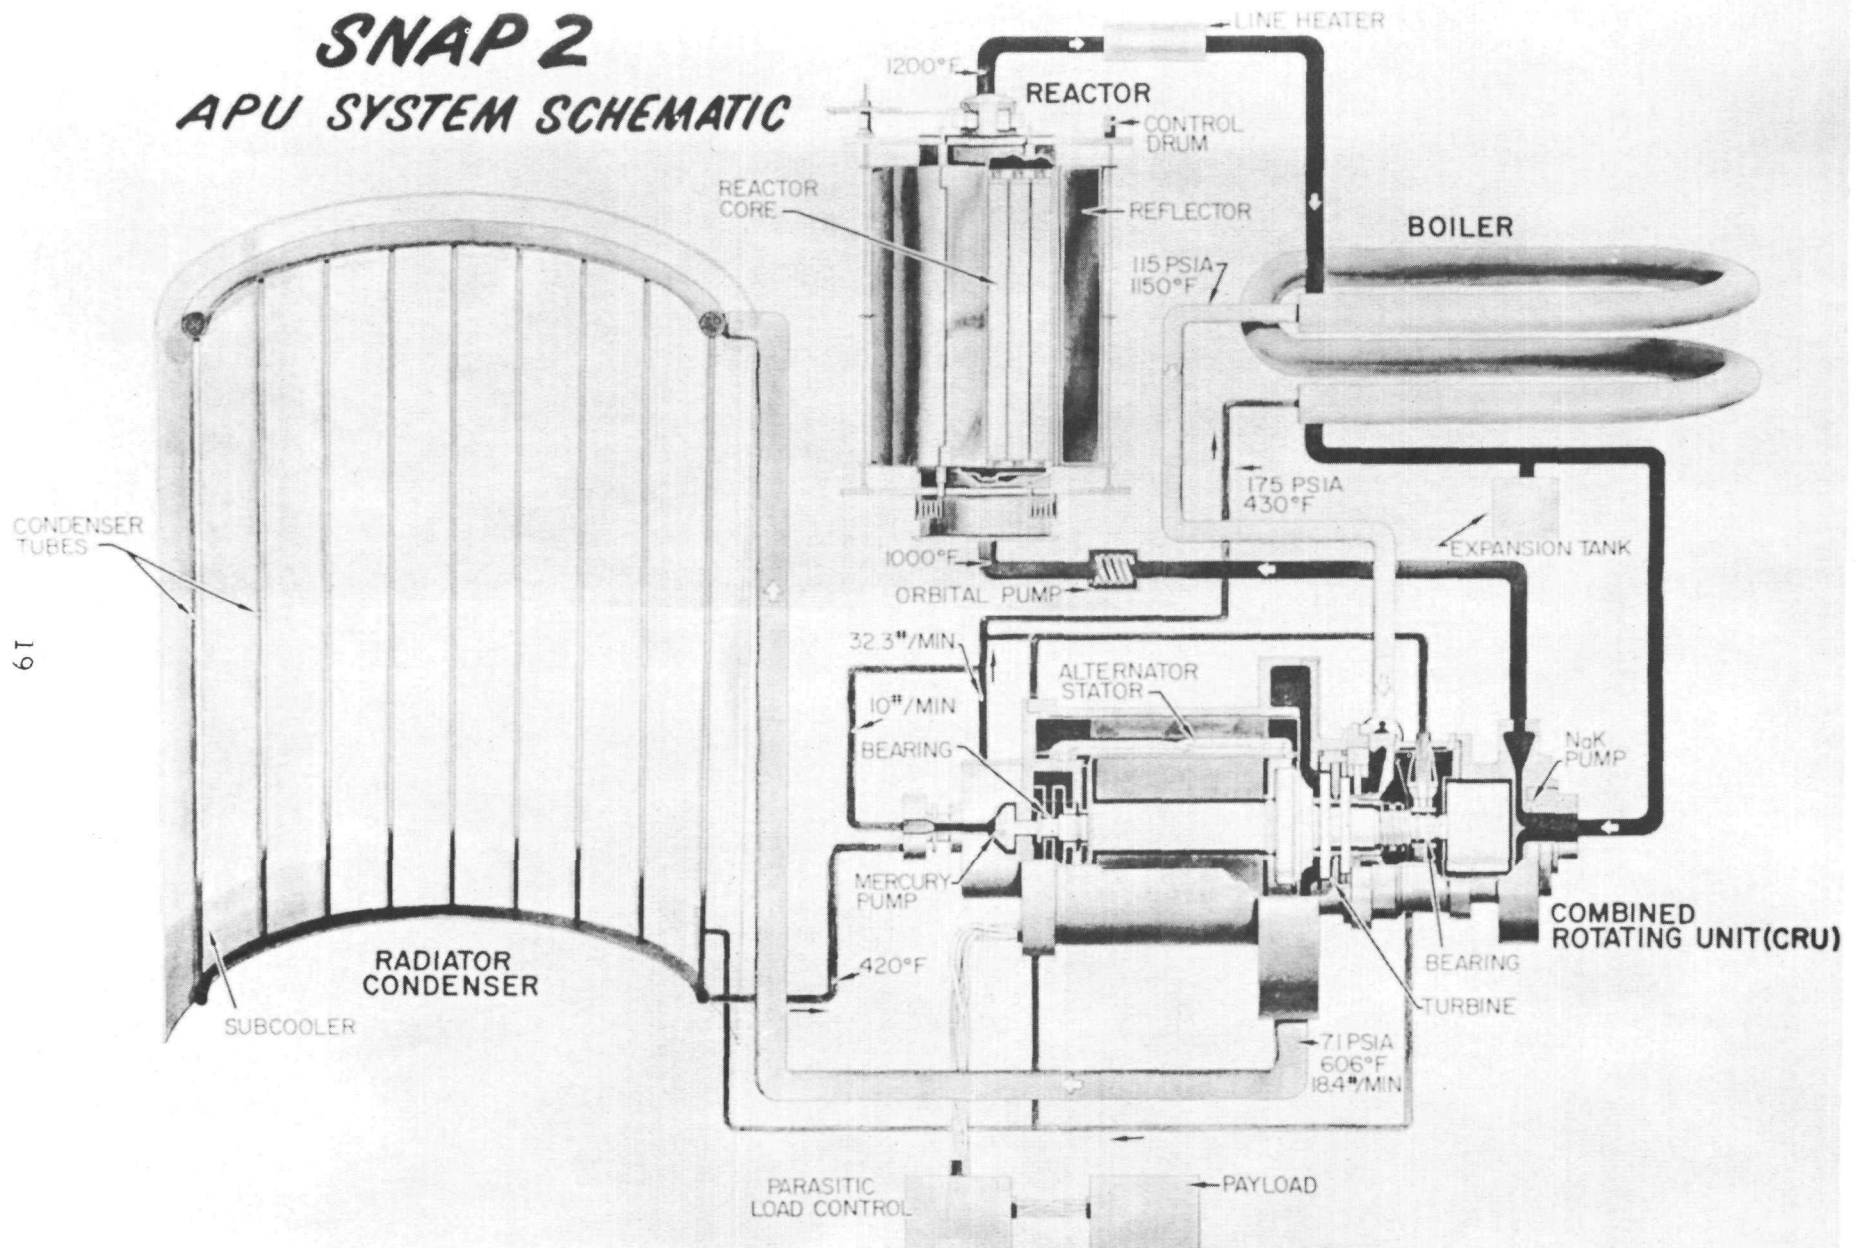 SNAP 2
APU SYSTEM SCHEMATIC
LINE HEATER
1200°F
REACTOR
CONTROL
DRUM
REACTOR
CORE
REFLECTOR
BOILER
115 PSIA
1150°F
175 PSIA
430°F
CONDENSER
TUBES
EXPANSION TANK
1000°F
ORBITAL PUMP
32.3#/MIN
ALTERNATOR
STATOR
10#/MIN
BEARING
NaK
PUMP
19
MERCURY
PUMP
COMBINED
ROTATING UNIT(CRU)
RADIATOR
CONDENSER
420°F
BEARING
TURBINE
SUBCOOLER
7.1 PSIA
606°F
18.4#/MIN
PARASITIC
LOAD CONTROL
PAYLOAD